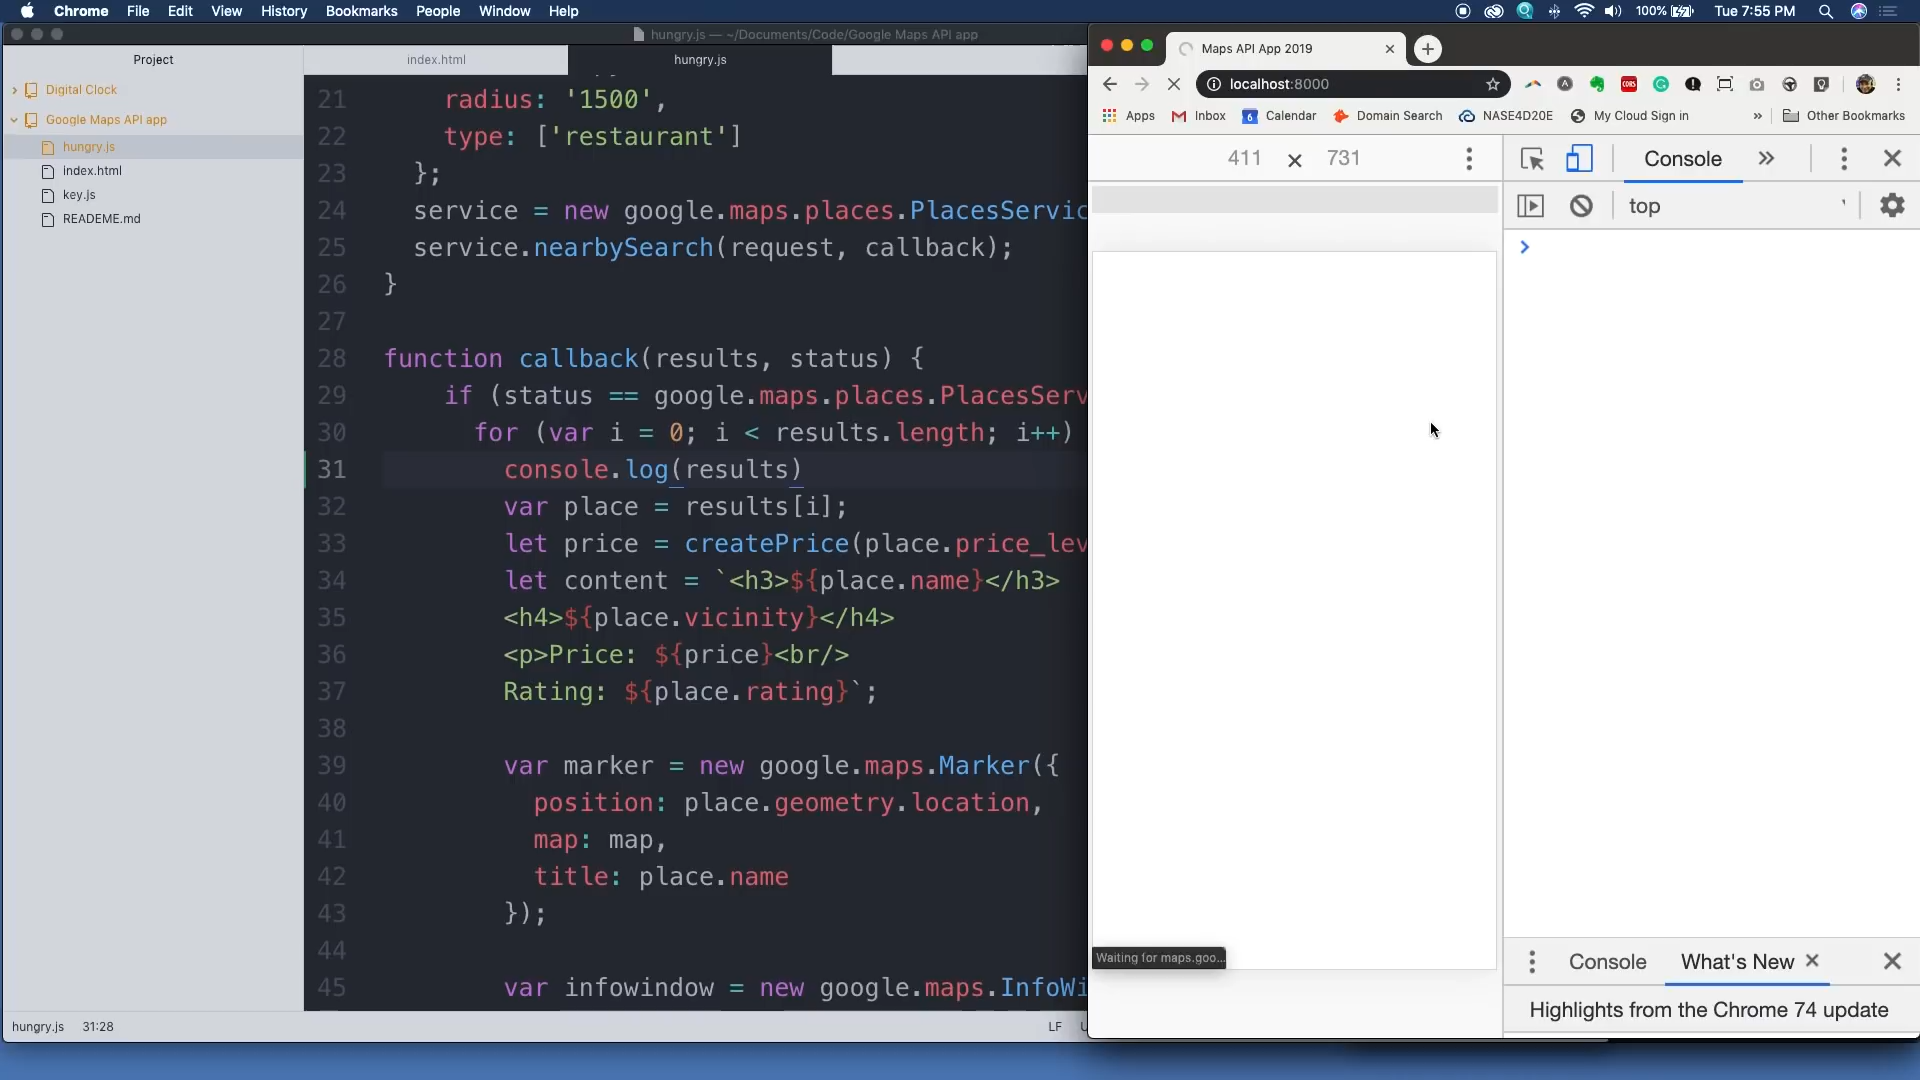 Chrome File Edit View History Bookmarks People Window Help
100% Tue 7:55 PM
hungry.js — ~/Documents/Code/Google Maps API app
Project
Digital Clock
Google Maps API app
hungry.js
index.html
key.js
READEME.md
index.html
hungry.js
21 radius: '1500',
22 type: ['restaurant']
23 };
24 service = new google.maps.places.PlacesServic
25 service.nearbySearch(request, callback);
26 }
27
28 function callback(results, status) {
29 if (status == google.maps.places.PlacesServ
30 for (var i = 0; i < results.length; i++)
31 console.log(results)
32 var place = results[i];
33 let price = createPrice(place.price_lev
34 let content = `<h3>${place.name}</h3>
35 <h4>${place.vicinity}</h4>
36 <p>Price: ${price}<br/>
37 Rating: ${place.rating}`;
38
39 var marker = new google.maps.Marker({
40 position: place.geometry.location,
41 map: map,
42 title: place.name
43 });
44
45 var infowindow = new google.maps.InfoWi
hungry.js 31:28
LF U
Maps API App 2019
localhost:8000
CORS
Apps Inbox 6 Calendar Domain Search NASE4D20E My Cloud Sign in » Other Bookmarks
411 × 731
Console »
top
Waiting for maps.goo...
Console What's New
Highlights from the Chrome 74 update